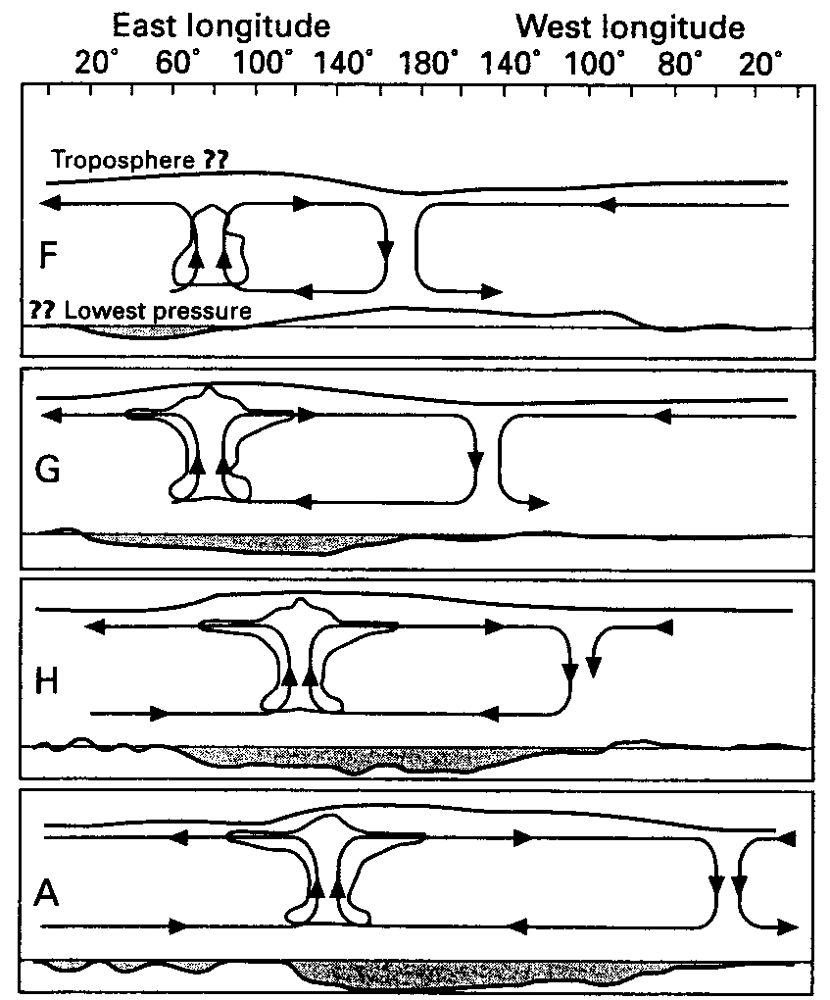 East longitude West longitude
20° 60° 100° 140° 180° 140° 100° 80° 20°
Troposphere ??
F
?? Lowest pressure
G
H
A